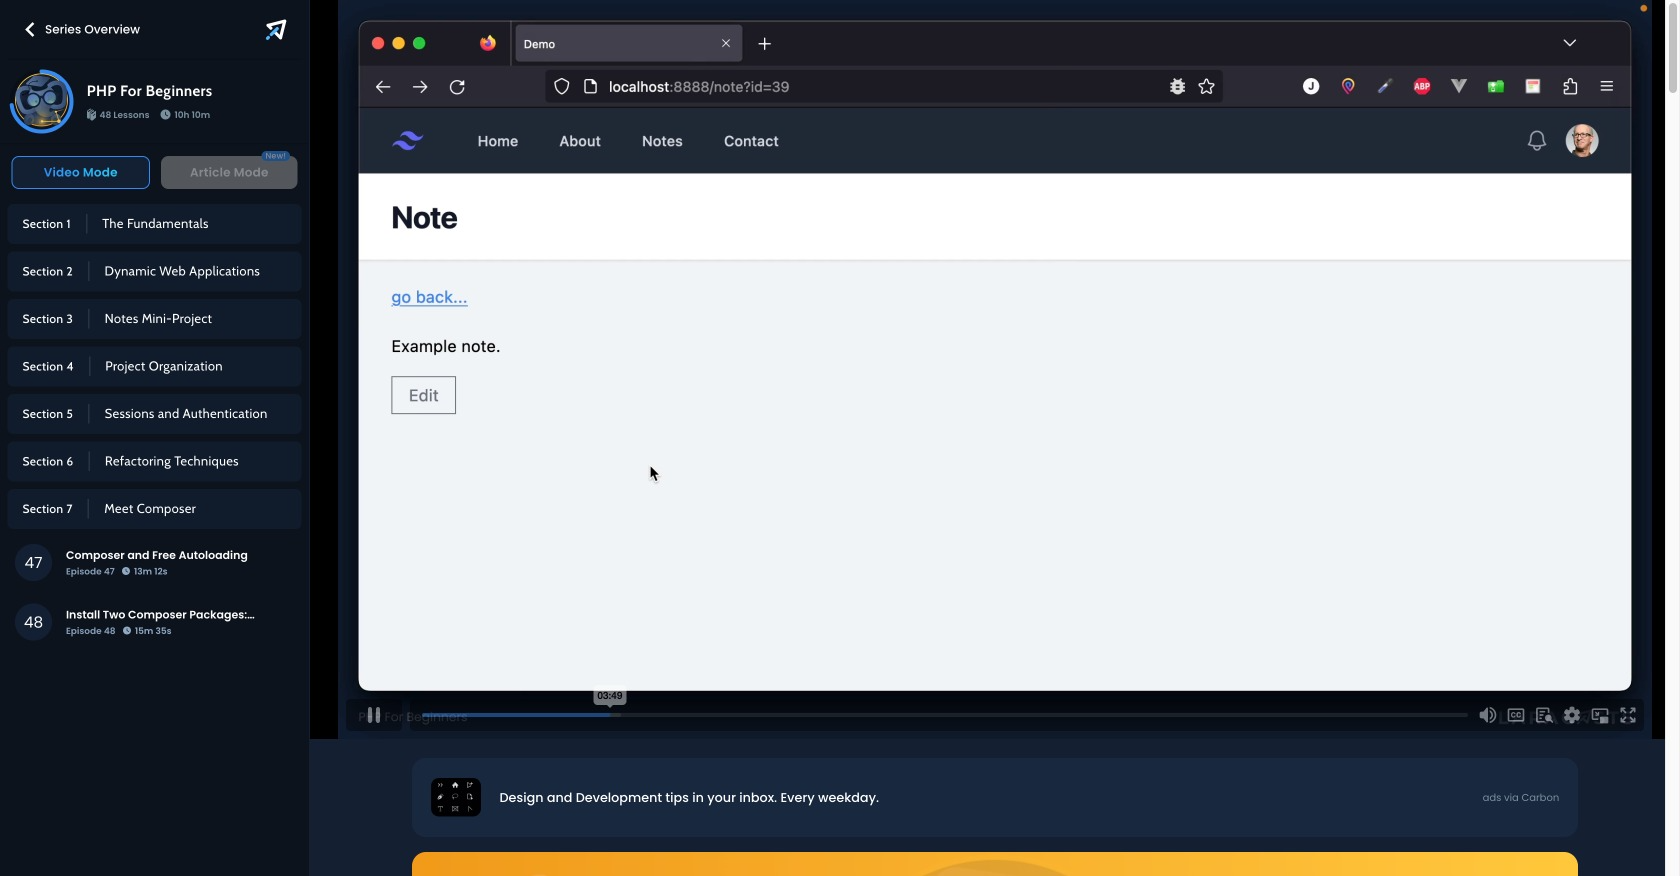 Series Overview
PHP For Beginners
48 Lessons 10h 10m
Video Mode
New!
Article Mode
Section 1 The Fundamentals
Section 2 Dynamic Web Applications
Section 3 Notes Mini-Project
Section 4 Project Organization
Section 5 Sessions and Authentication
Section 6 Refactoring Techniques
Section 7 Meet Composer
47 Composer and Free Autoloading
Episode 47 13m 12s
48 Install Two Composer Packages:...
Episode 48 15m 35s
Demo
localhost:8888/note?id=39
J
ABP
Home About Notes Contact
Note
go back...
Example note.
Edit
03:49
PHP For Beginners
CC
Design and Development tips in your inbox. Every weekday.
ads via Carbon